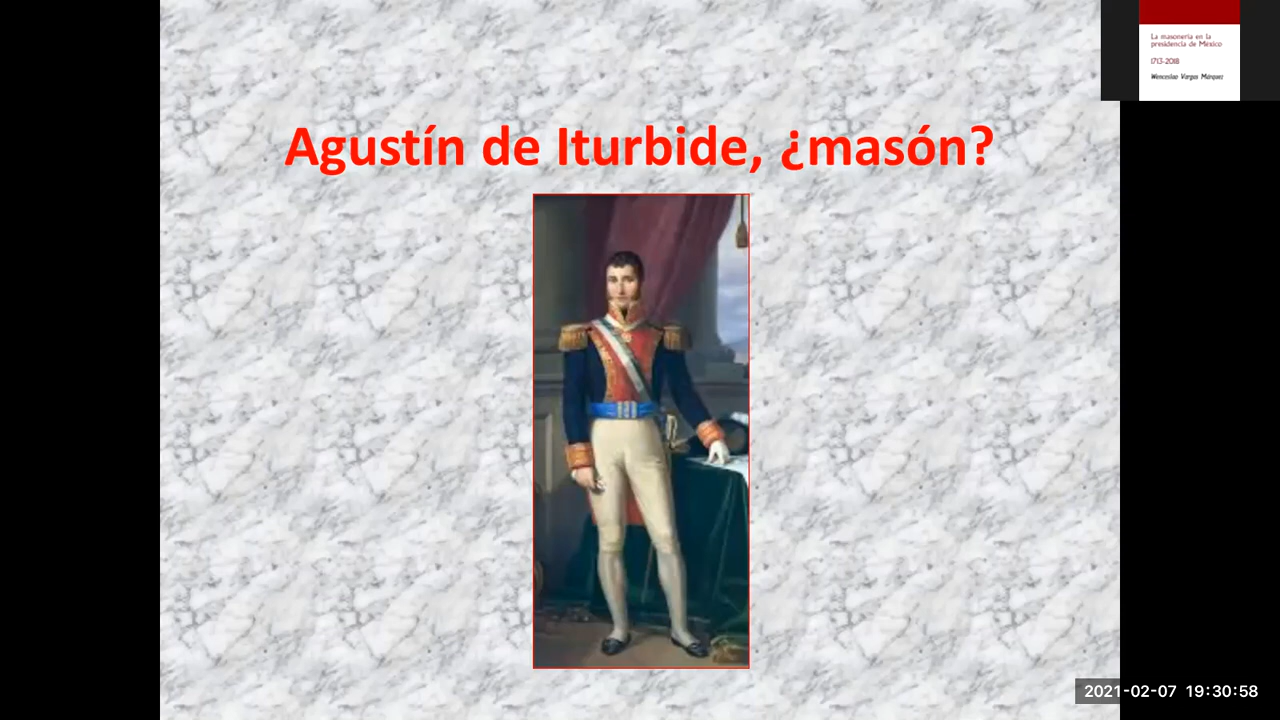 La masonería en la
presidencia de México
1713-2018
Wenceslao Vargas Márquez
Agustín de Iturbide, ¿masón?
2021-02-07 19:30:58